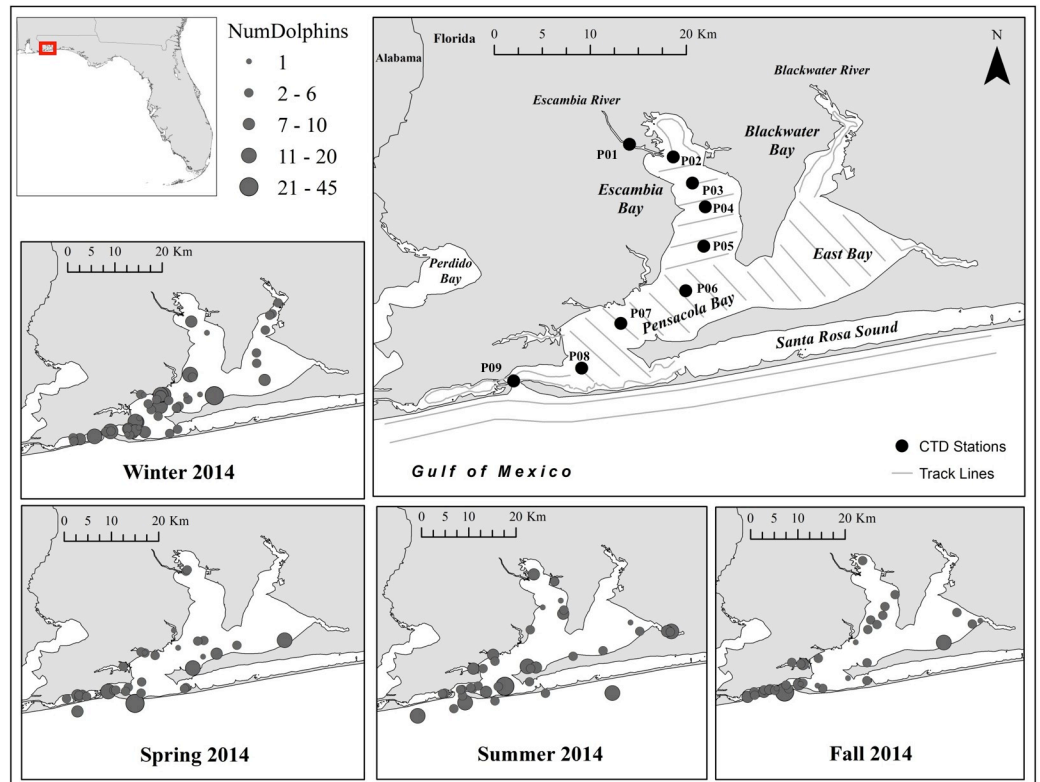 NumDolphins
1
2 - 6
7 - 10
11 - 20
21 - 45
0 5 10 20 Km
Florida
Alabama
N
Blackwater River
Escambia River
Blackwater Bay
P01
P02
Escambia Bay
P03
P04
P05
East Bay
Perdido Bay
P06
Pensacola Bay
P07
Santa Rosa Sound
P08
P09
CTD Stations
Track Lines
Gulf of Mexico
0 5 10 20 Km
Winter 2014
0 5 10 20 Km
Spring 2014
0 5 10 20 Km
Summer 2014
0 5 10 20 Km
Fall 2014